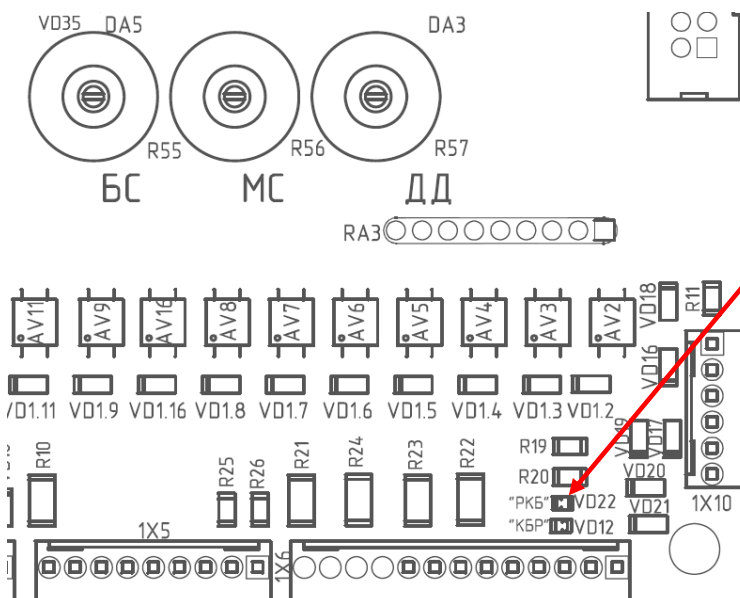 VD35 DA5 DA3
R55 R56 R57
БС МС ДД
RA3
AV11 AV9 AV16 AV8 AV7 AV6 AV5 AV4 AV3 AV2 VD18 R11
VD16
VD1.11 VD1.9 VD1.16 VD1.8 VD1.7 VD1.6 VD1.5 VD1.4 VD1.3 VD1.2
R10 R25 R26 R21 R24 R23 R22 R19 VD19 VD17
R20 VD20
"РКБ" VD22 VD21 1X10
"КБР" VD12
1X5 1X6